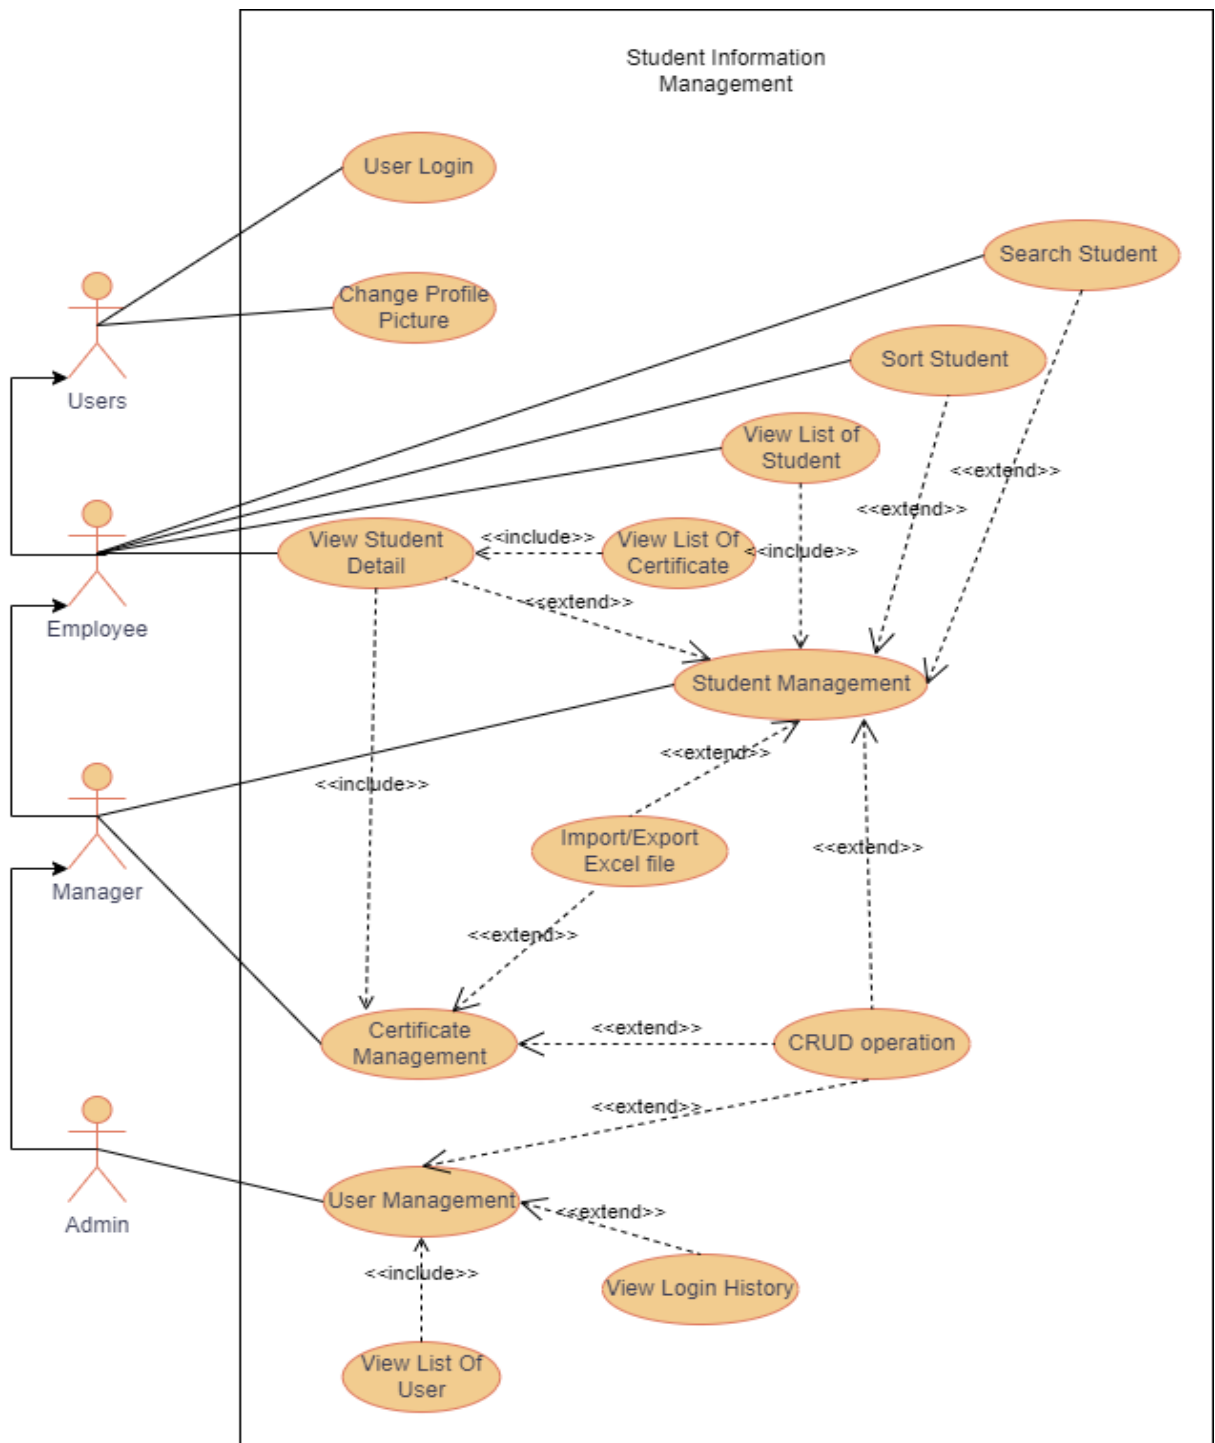 Student Information
Management
User Login
Search Student
Change Profile
Picture
Sort Student
Users
View List of
Student
<<extend>>
<<extend>>
View Student
Detail
<<include>>
View List Of
Certificate
<<include>>
<<extend>>
Employee
Student Management
<<extend>>
<<include>>
Import/Export
Excel file
<<extend>>
Manager
<<extend>>
Certificate
Management
<<extend>>
CRUD operation
<<extend>>
User Management
<<extend>>
Admin
<<include>>
View Login History
View List Of
User